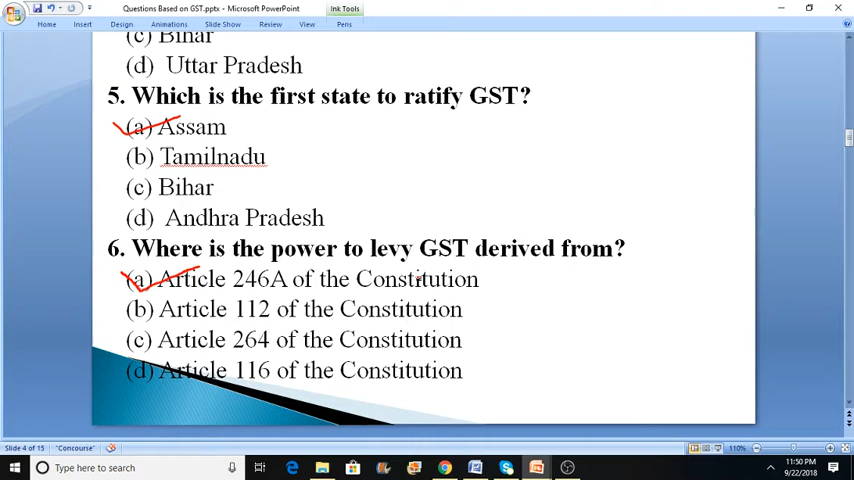 Questions Based on GST.pptx - Microsoft PowerPoint
Ink Tools
Home Insert Design Animations Slide Show Review View Pens
(c) Bihar
(d) Uttar Pradesh
5. Which is the first state to ratify GST?
(a) Assam
(b) Tamilnadu
(c) Bihar
(d) Andhra Pradesh
6. Where is the power to levy GST derived from?
(a) Article 246A of the Constitution
(b) Article 112 of the Constitution
(c) Article 264 of the Constitution
(d) Article 116 of the Constitution
Slide 4 of 15 "Concourse" 110%
Type here to search
11:50 PM
9/22/2018